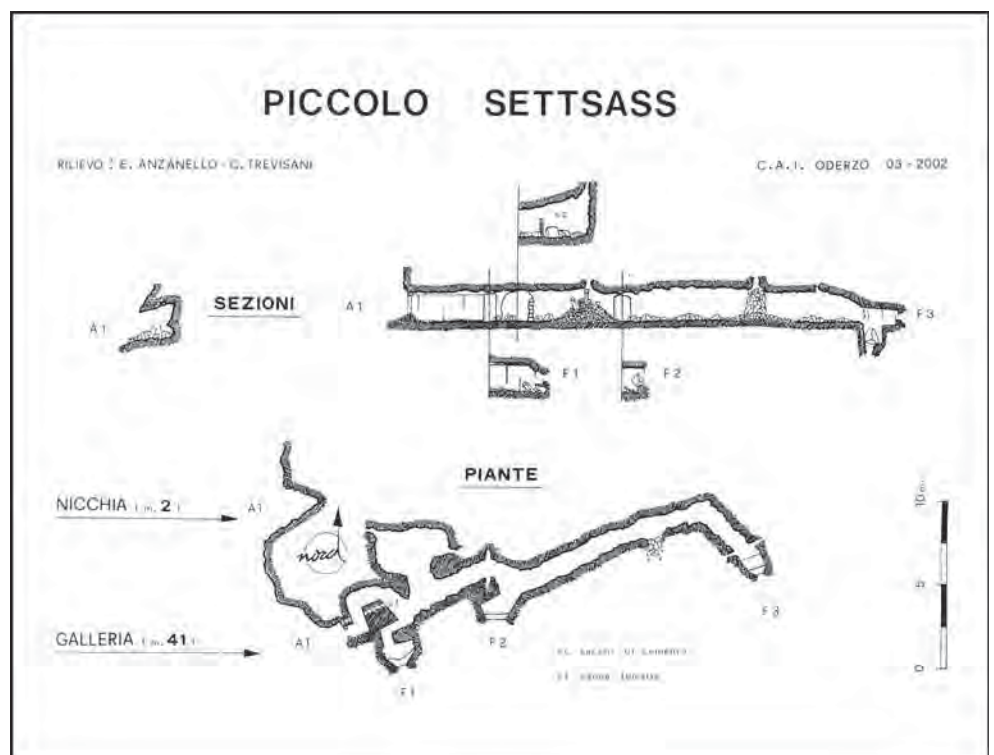 PICCOLO SETTSASS
RILIEVO : E. ANZANELLO - G. TREVISANI
C.A.I. ODERZO 03-2002
SEZIONI
A1
A1
F3
F1
F2
PIANTE
NICCHIA ( m. 2 )
A1
nord
10 m.
5
0
GALLERIA ( m. 41 )
A1
F1
F2
F3